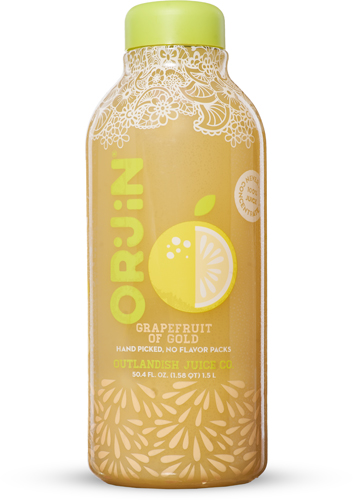 ORIJIN
GRAPEFRUIT
OF GOLD
HAND PICKED, NO FLAVOR PACKS
OUTLANDISH JUICE CO
50.4 FL. OZ. (1.58 QT) 1.5 L